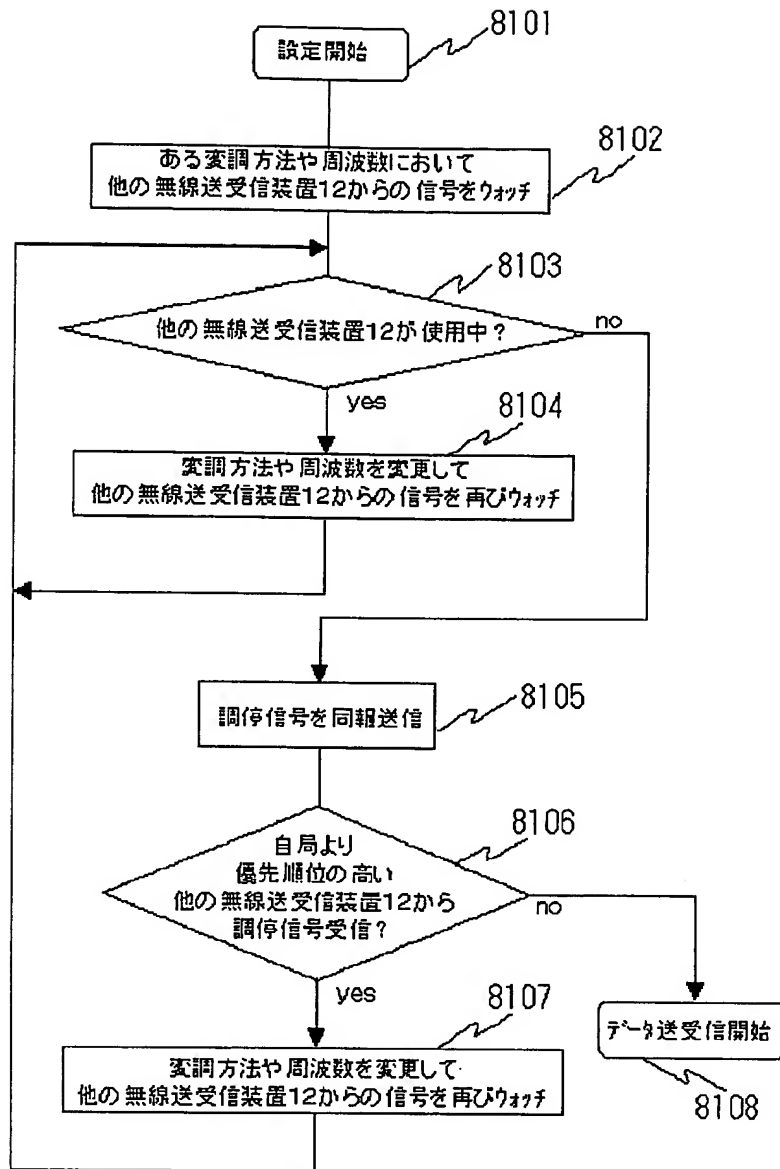 設定開始
8101
ある変調方法や周波数において
他の無線送受信装置12からの信号をウォッチ
8102
他の無線送受信装置12が使用中？
8103
no
yes
変調方法や周波数を変更して
他の無線送受信装置12からの信号を再びウォッチ
8104
調停信号を同報送信
8105
自局より
優先順位の高い
他の無線送受信装置12から
調停信号受信？
8106
no
yes
変調方法や周波数を変更して
他の無線送受信装置12からの信号を再びウォッチ
8107
データ送受信開始
8108